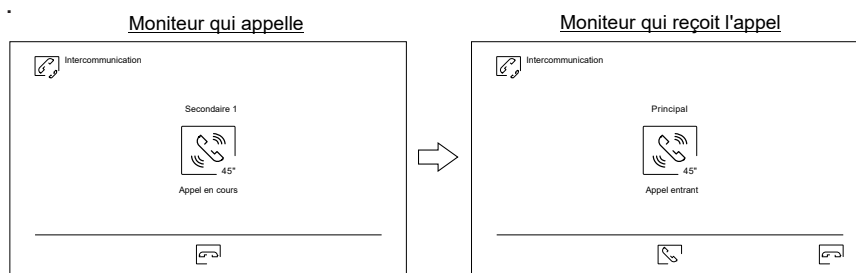 .
Moniteur qui appelle
Intercommunication
Secondaire 1
45"
Appel en cours
Moniteur qui reçoit l'appel
Intercommunication
Principal
45"
Appel entrant